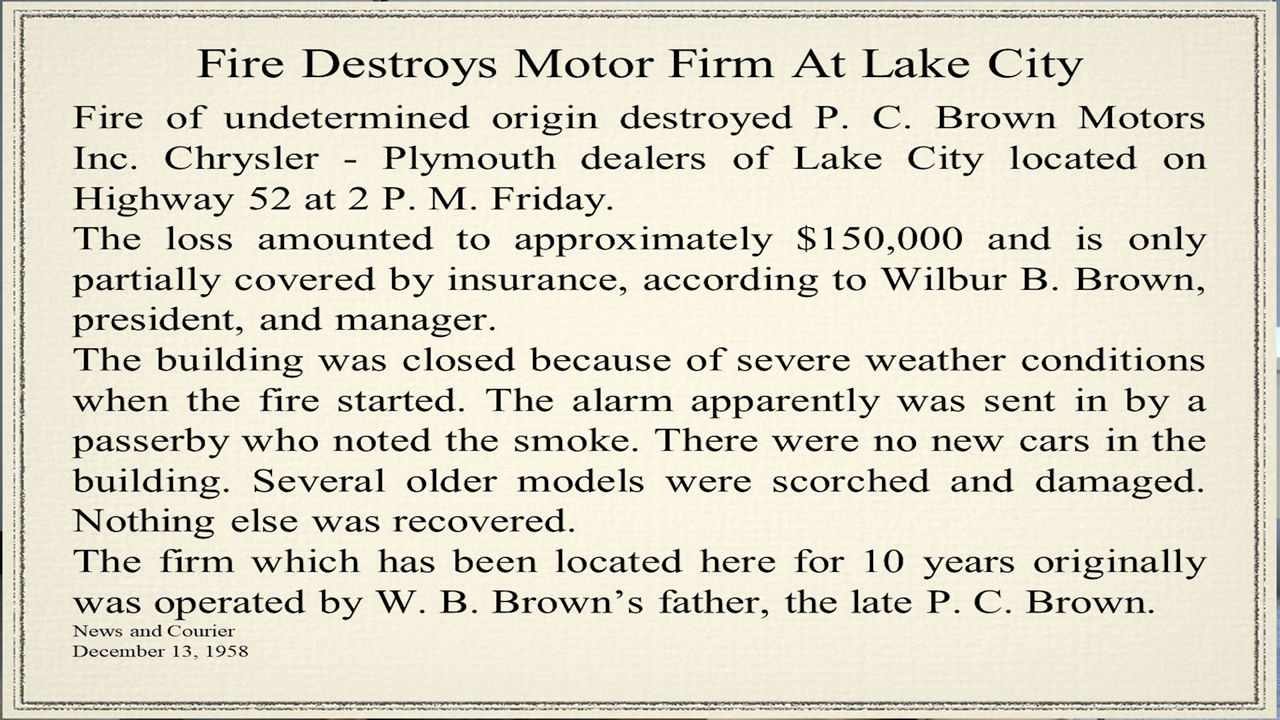 Fire Destroys Motor Firm At Lake City
Fire of undetermined origin destroyed P. C. Brown Motors
Inc. Chrysler - Plymouth dealers of Lake City located on
Highway 52 at 2 P. M. Friday.
The loss amounted to approximately $150,000 and is only
partially covered by insurance, according to Wilbur B. Brown,
president, and manager.
The building was closed because of severe weather conditions
when the fire started. The alarm apparently was sent in by a
passerby who noted the smoke. There were no new cars in the
building. Several older models were scorched and damaged.
Nothing else was recovered.
The firm which has been located here for 10 years originally
was operated by W. B. Brown’s father, the late P. C. Brown.
News and Courier
December 13, 1958